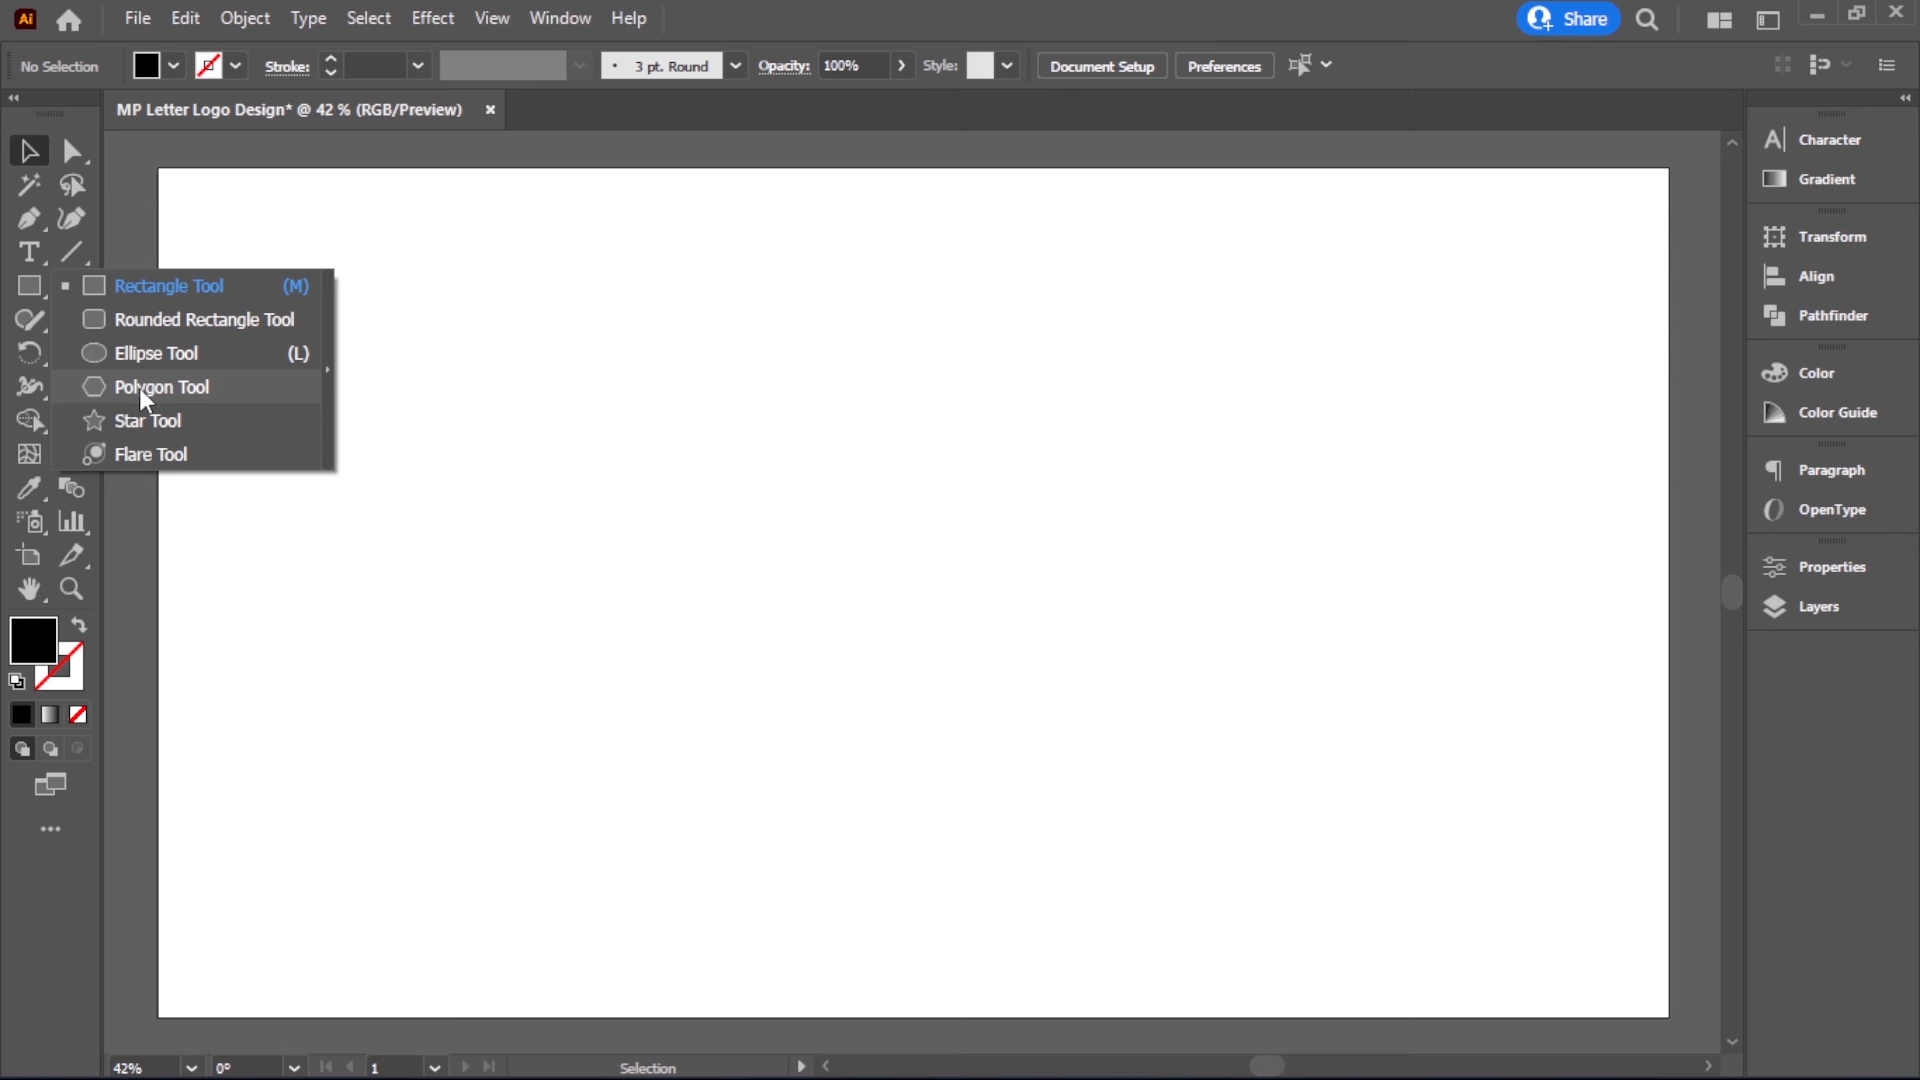 Ai File Edit Object Type Select Effect View Window Help Share
No Selection Stroke: 3 pt. Round Opacity: 100% Style: Document Setup Preferences
MP Letter Logo Design* @ 42 % (RGB/Preview)
Rectangle Tool (M)
Rounded Rectangle Tool
Ellipse Tool (L)
Polygon Tool
Star Tool
Flare Tool
Character
Gradient
Transform
Align
Pathfinder
Color
Color Guide
Paragraph
OpenType
Properties
Layers
42% 0° 1 Selection